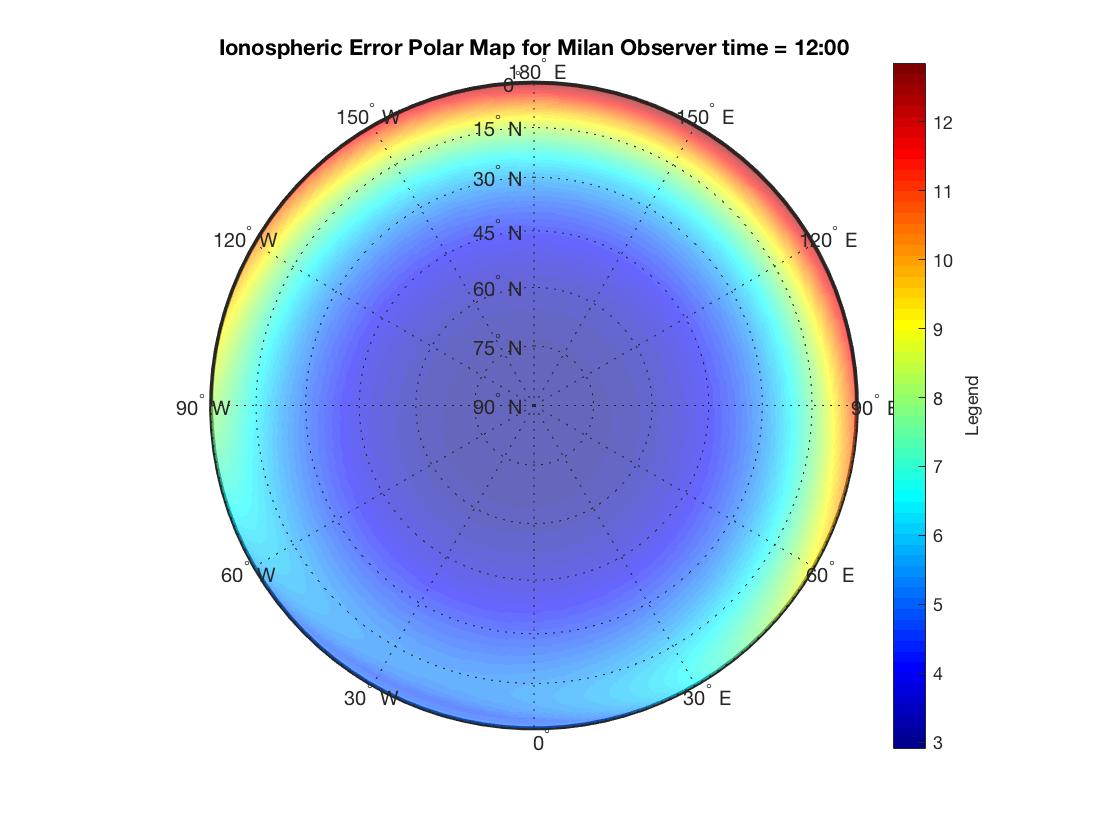 Ionospheric Error Polar Map for Milan Observer time = 12:00
180° E
0°
150° W
150° E
15° N
30° N
120° W
120° E
45° N
60° N
75° N
90° W
90° N
90° E
60° W
60° E
30° W
30° E
0°
12
11
10
9
8
7
6
5
4
3
Legend